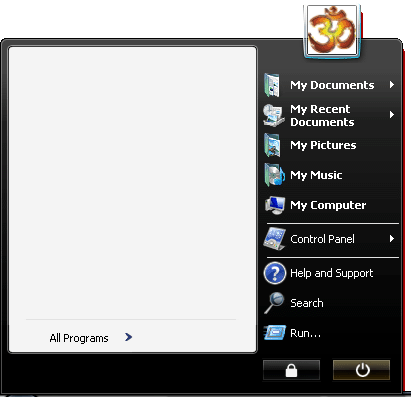 ॐ
My Documents
My Recent
Documents
My Pictures
My Music
My Computer
Control Panel
Help and Support
Search
Run...
All Programs